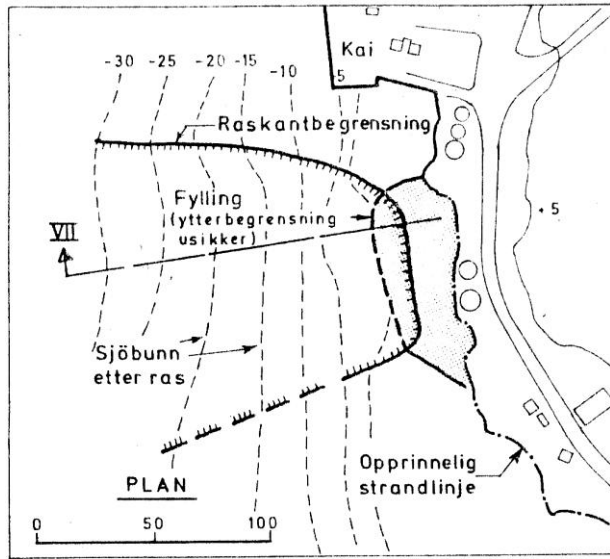 -30
-25
-20
-15
-10
5
Kai
Raskantbegrensning
Fylling
(ytterbegrensning
usikker)
+5
VII
Sjöbunn
etter ras
Opprinnelig
strandlinje
PLAN
0 50 100